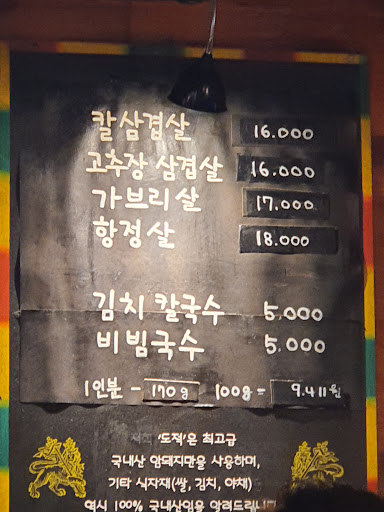 칼삼겹살 16.000
고추장 삼겹살 16.000
가브리살 17.000
항정살 18.000
김치 칼국수 5.000
비빔국수 5.000
1인분 - 170g 100g = 9.411원
'도적'은 최고급
국내산 암돼지만을 사용하며,
기타 식자재(쌀, 김치, 야채)
역시 100% 국내산임을 알려드립니다